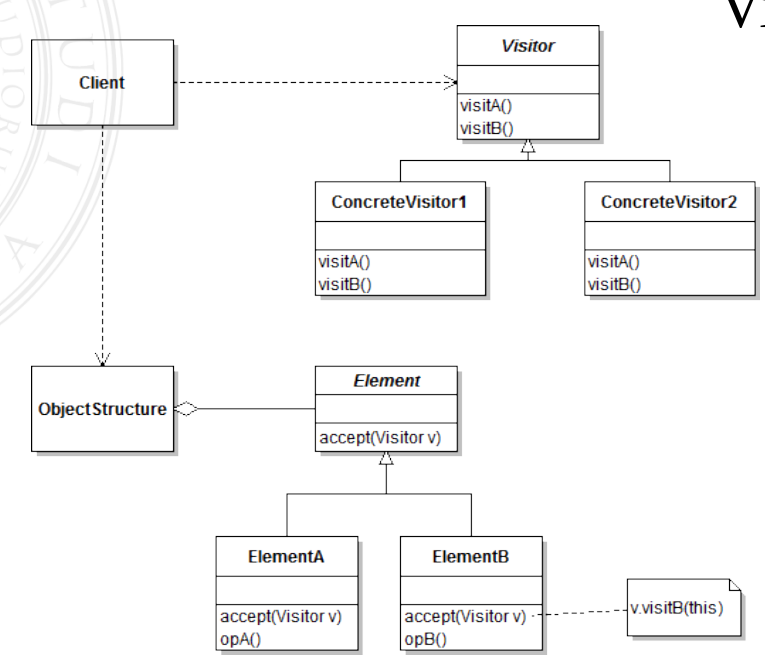 Visitor
Client
visitA()
visitB()
ConcreteVisitor1
ConcreteVisitor2
visitA()
visitB()
visitA()
visitB()
ObjectStructure
Element
accept(Visitor v)
ElementA
ElementB
accept(Visitor v)
opA()
accept(Visitor v)
opB()
v.visitB(this)